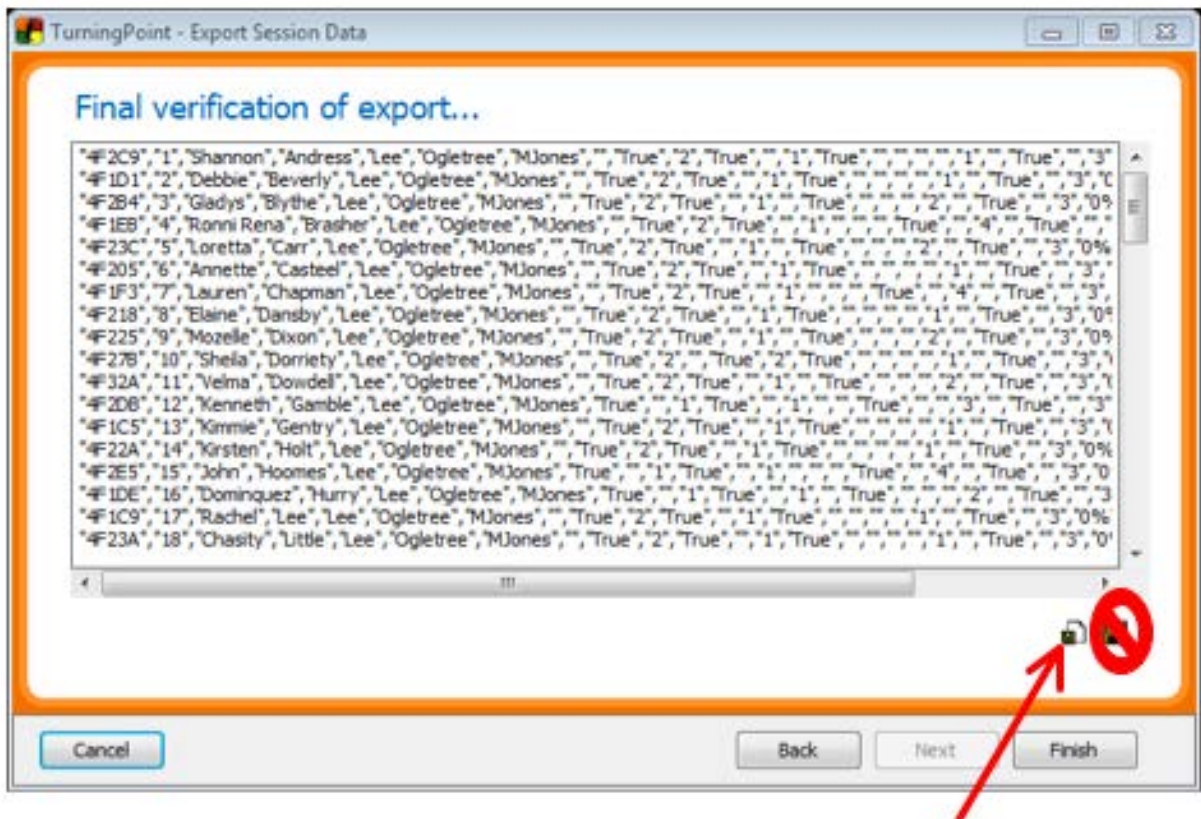 TurningPoint - Export Session Data
Final verification of export...
"4F2C9","1","Shannon","Andress","Lee","Ogletree","MJones","","True","2","True","","1","True","","","","","1","","True","","3"
"4F1D1","2","Debbie","Beverly","Lee","Ogletree","MJones","","True","2","True","","1","True","","","","","1","","True","","3","0
"4F2B4","3","Gladys","Blythe","Lee","Ogletree","MJones","","True","2","True","","1","True","","","","","2","","True","","3","0%
"4F1EB","4","Ronni Rena","Brasher","Lee","Ogletree","MJones","","True","2","True","","1","","","","True","","4","","True","",
"4F23C","5","Loretta","Carr","Lee","Ogletree","MJones","","True","2","True","","1","True","","","","","2","","True","","3","0%
"4F205","6","Annette","Casteel","Lee","Ogletree","MJones","","True","2","True","","1","True","","","","","1","","True","","3",
"4F1F3","7","Lauren","Chapman","Lee","Ogletree","MJones","","True","2","True","","1","","","","True","","4","","True","","3",
"4F218","8","Elaine","Dansby","Lee","Ogletree","MJones","","True","2","True","","1","True","","","","","1","","True","","3","0%
"4F225","9","Mozelle","Dixon","Lee","Ogletree","MJones","","True","2","True","","1","True","","","","","2","","True","","3","0%
"4F27B","10","Sheila","Dorriety","Lee","Ogletree","MJones","","True","2","","True","2","True","","","","","1","","True","","3",
"4F32A","11","Velma","Dowdell","Lee","Ogletree","MJones","","True","2","True","","1","True","","","","","2","","True","","3",
"4F2DB","12","Kenneth","Gamble","Lee","Ogletree","MJones","","True","","1","True","","1","","","True","","","3","","True","","3"
"4F1C5","13","Kimmie","Gentry","Lee","Ogletree","MJones","","True","2","True","","1","True","","","","","1","","True","","3",
"4F22A","14","Kirsten","Holt","Lee","Ogletree","MJones","","True","2","True","","1","True","","","","","1","","True","","3","0%
"4F2E5","15","John","Hoomes","Lee","Ogletree","MJones","","True","","1","True","","1","","","","True","","4","","True","","3","0
"4F1DE","16","Dominquez","Hurry","Lee","Ogletree","MJones","True","","1","True","","1","","True","","","","2","","True","","3
"4F1C9","17","Rachel","Lee","Lee","Ogletree","MJones","","True","2","True","","1","True","","","","","1","","True","","3","0%
"4F23A","18","Chasity","Little","Lee","Ogletree","MJones","","True","2","True","","1","True","","","","","1","","True","","3","0
Cancel
Back
Next
Finish